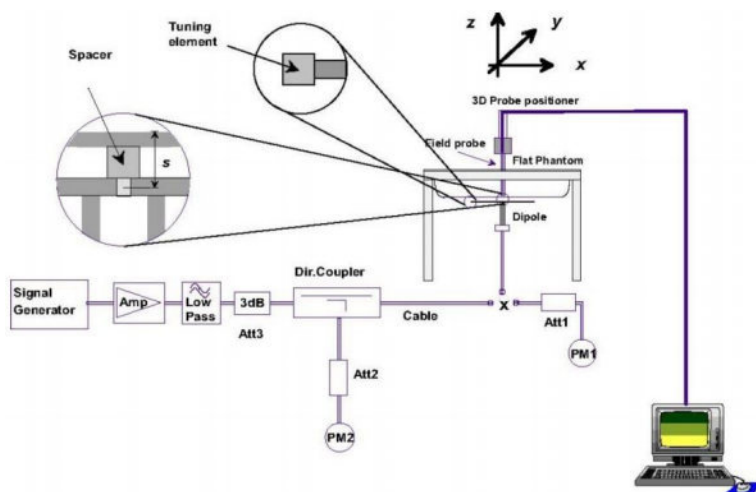 Tuning
element
Spacer
s
z
y
x
3D Probe positioner
Field probe
Flat Phantom
Dipole
Dir.Coupler
Signal
Generator
Amp
Low
Pass
3dB
Att3
Cable
x
Att1
PM1
Att2
PM2